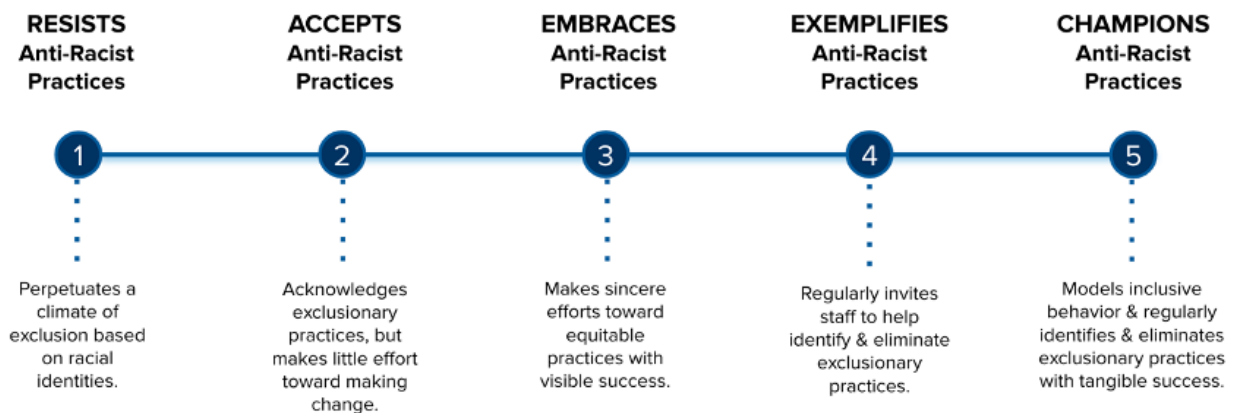 RESISTS
Anti-Racist
Practices
ACCEPTS
Anti-Racist
Practices
EMBRACES
Anti-Racist
Practices
EXEMPLIFIES
Anti-Racist
Practices
CHAMPIONS
Anti-Racist
Practices
1
2
3
4
5
Perpetuates a
climate of
exclusion based
on racial
identities.
Acknowledges
exclusionary
practices, but
makes little effort
toward making
change.
Makes sincere
efforts toward
equitable
practices with
visible success.
Regularly invites
staff to help
identify & eliminate
exclusionary
practices.
Models inclusive
behavior & regularly
identifies & eliminates
exclusionary practices
with tangible success.